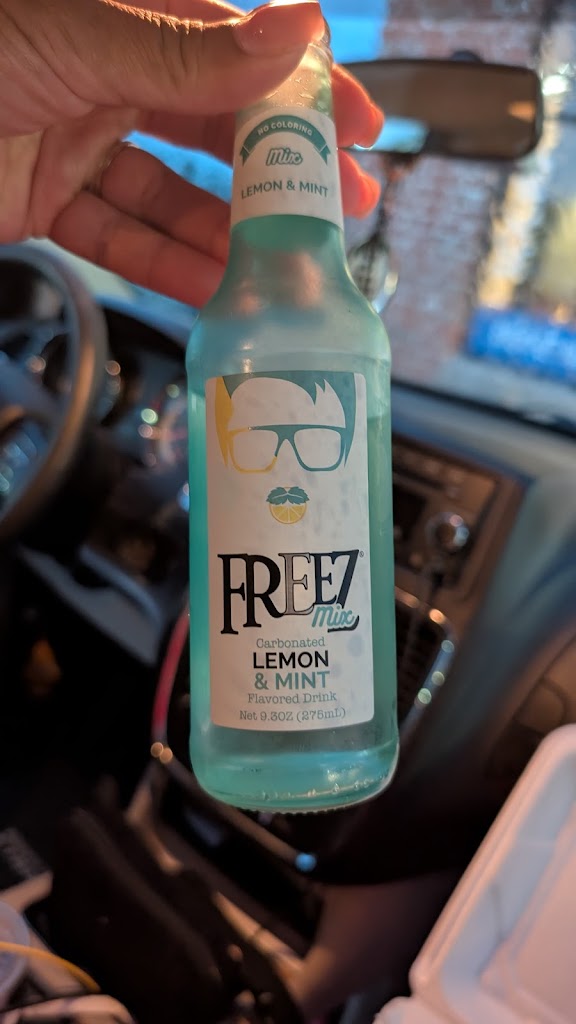 NO COLORING
Mix
LEMON & MINT
FREEZ®
Mix
Carbonated
LEMON
& MINT
Flavored Drink
Net 9.3OZ (275mL)